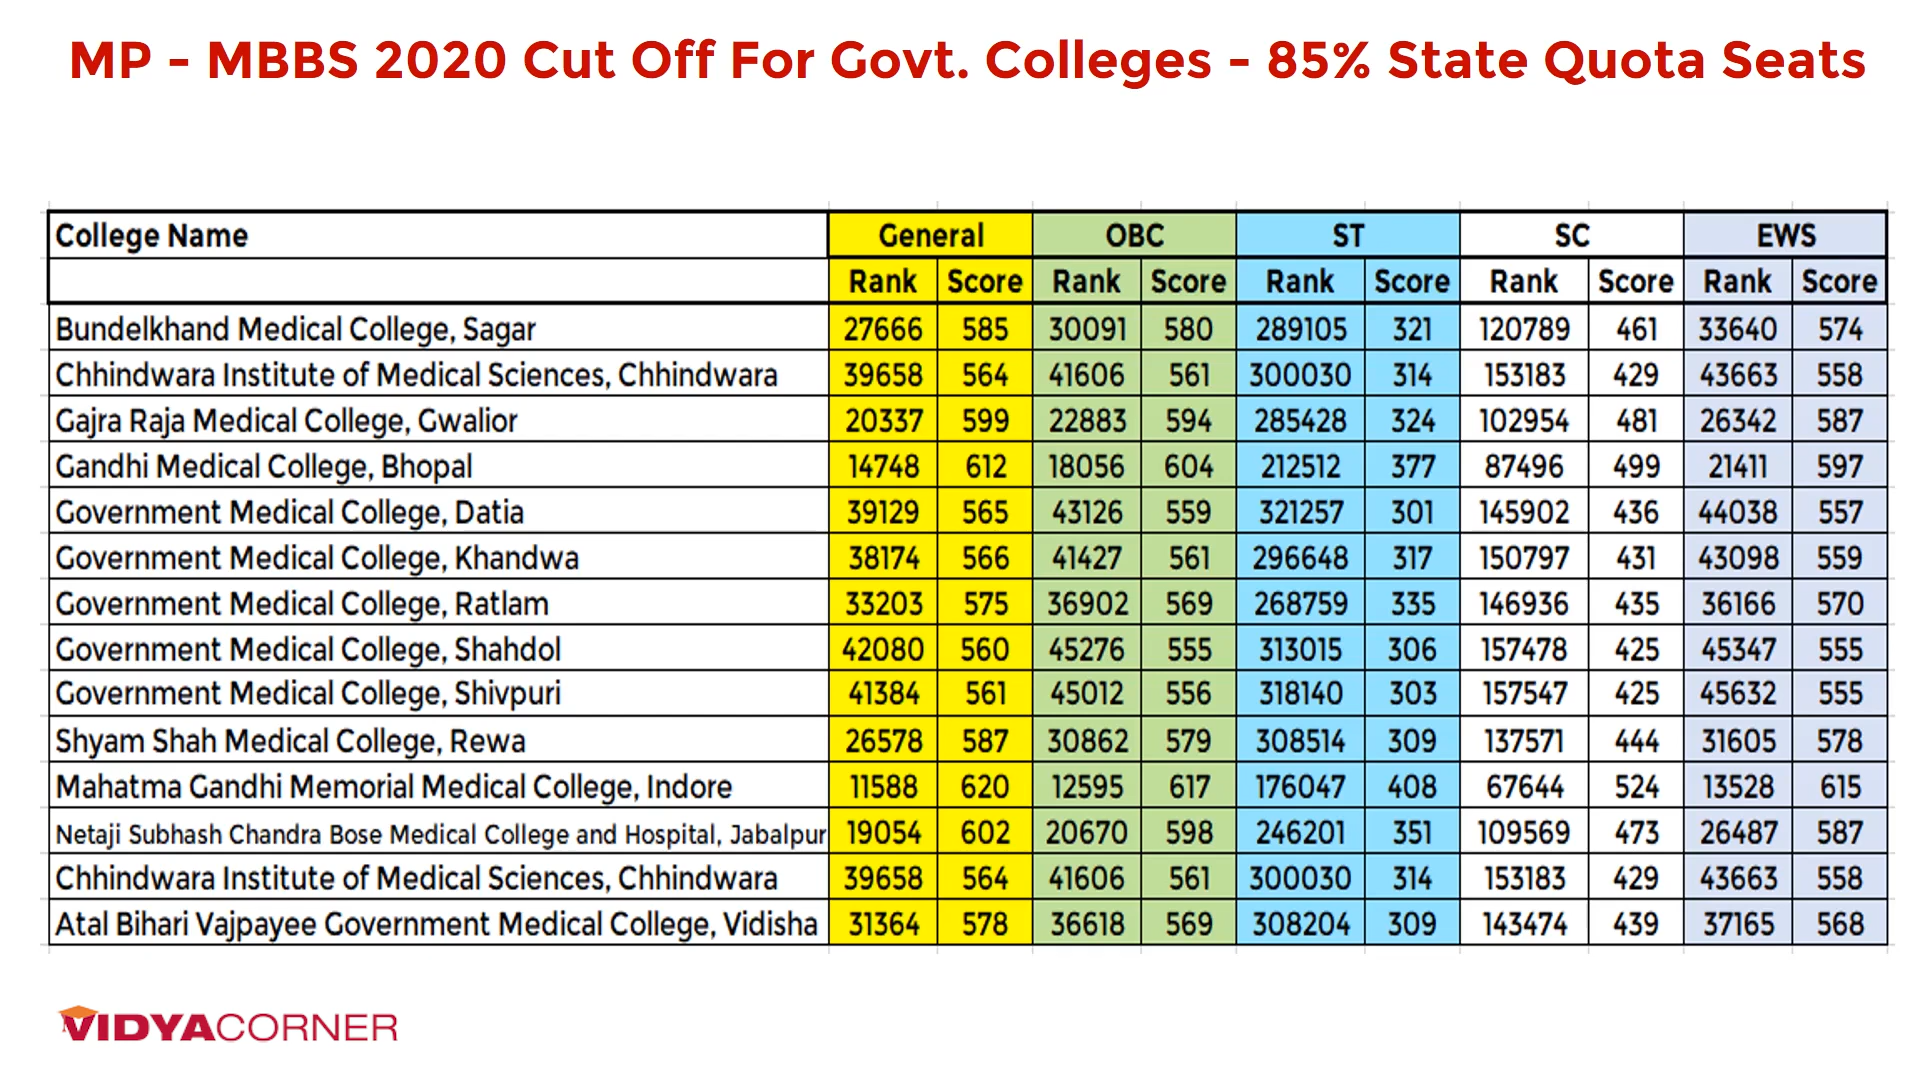 MP - MBBS 2020 Cut Off For Govt. Colleges - 85% State Quota Seats
College Name General OBC ST SC EWS
Rank Score Rank Score Rank Score Rank Score Rank Score
Bundelkhand Medical College, Sagar 27666 585 30091 580 289105 321 120789 461 33640 574
Chhindwara Institute of Medical Sciences, Chhindwara 39658 564 41606 561 300030 314 153183 429 43663 558
Gajra Raja Medical College, Gwalior 20337 599 22883 594 285428 324 102954 481 26342 587
Gandhi Medical College, Bhopal 14748 612 18056 604 212512 377 87496 499 21411 597
Government Medical College, Datia 39129 565 43126 559 321257 301 145902 436 44038 557
Government Medical College, Khandwa 38174 566 41427 561 296648 317 150797 431 43098 559
Government Medical College, Ratlam 33203 575 36902 569 268759 335 146936 435 36166 570
Government Medical College, Shahdol 42080 560 45276 555 313015 306 157478 425 45347 555
Government Medical College, Shivpuri 41384 561 45012 556 318140 303 157547 425 45632 555
Shyam Shah Medical College, Rewa 26578 587 30862 579 308514 309 137571 444 31605 578
Mahatma Gandhi Memorial Medical College, Indore 11588 620 12595 617 176047 408 67644 524 13528 615
Netaji Subhash Chandra Bose Medical College and Hospital, Jabalpur 19054 602 20670 598 246201 351 109569 473 26487 587
Chhindwara Institute of Medical Sciences, Chhindwara 39658 564 41606 561 300030 314 153183 429 43663 558
Atal Bihari Vajpayee Government Medical College, Vidisha 31364 578 36618 569 308204 309 143474 439 37165 568
VIDYACORNER